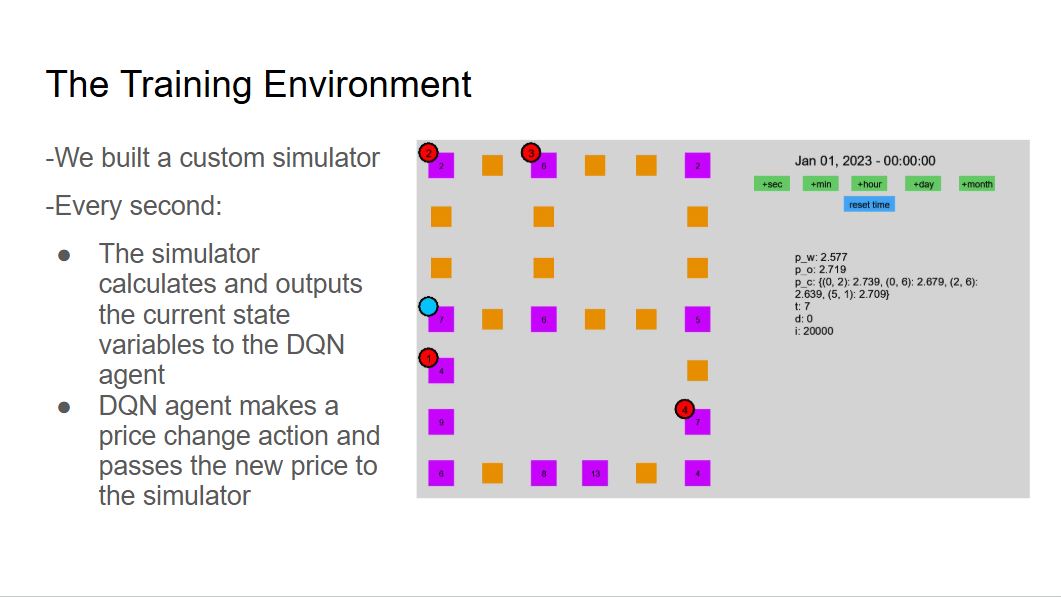 The Training Environment
-We built a custom simulator
-Every second:
● The simulator
calculates and outputs
the current state
variables to the DQN
agent
● DQN agent makes a
price change action and
passes the new price to
the simulator
2 3
2 6 2
7 6 5
1
4
4
9 7
6 8 13 4
Jan 01, 2023 - 00:00:00
+sec +min +hour +day +month
reset time
p_w: 2.577
p_o: 2.719
p_c: {(0, 2): 2.739, (0, 6): 2.679, (2, 6):
2.639, (5, 1): 2.709}
t: 7
d: 0
i: 20000